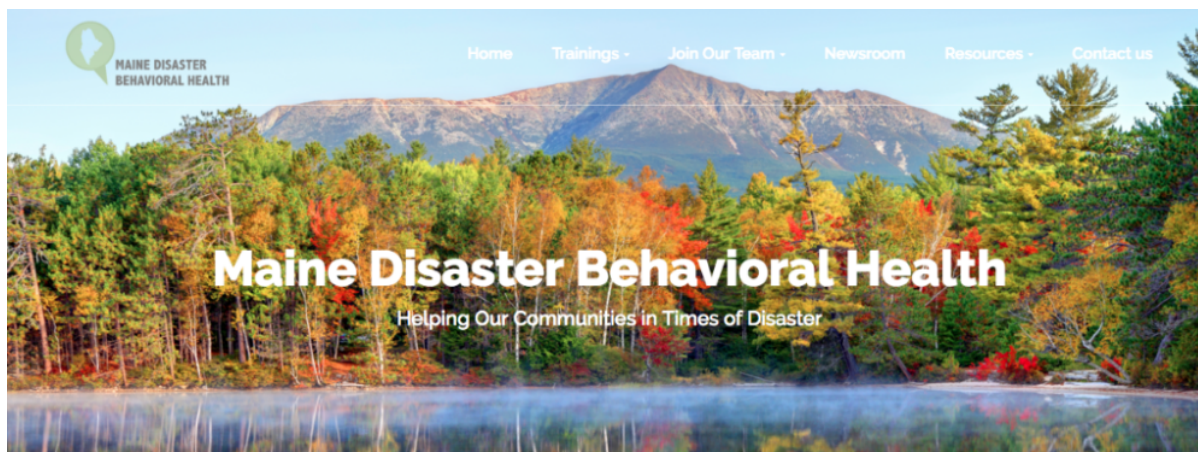 MAINE DISASTER
BEHAVIORAL HEALTH
Home Trainings Join Our Team Newsroom Resources Contact us
Maine Disaster Behavioral Health
Helping Our Communities in Times of Disaster